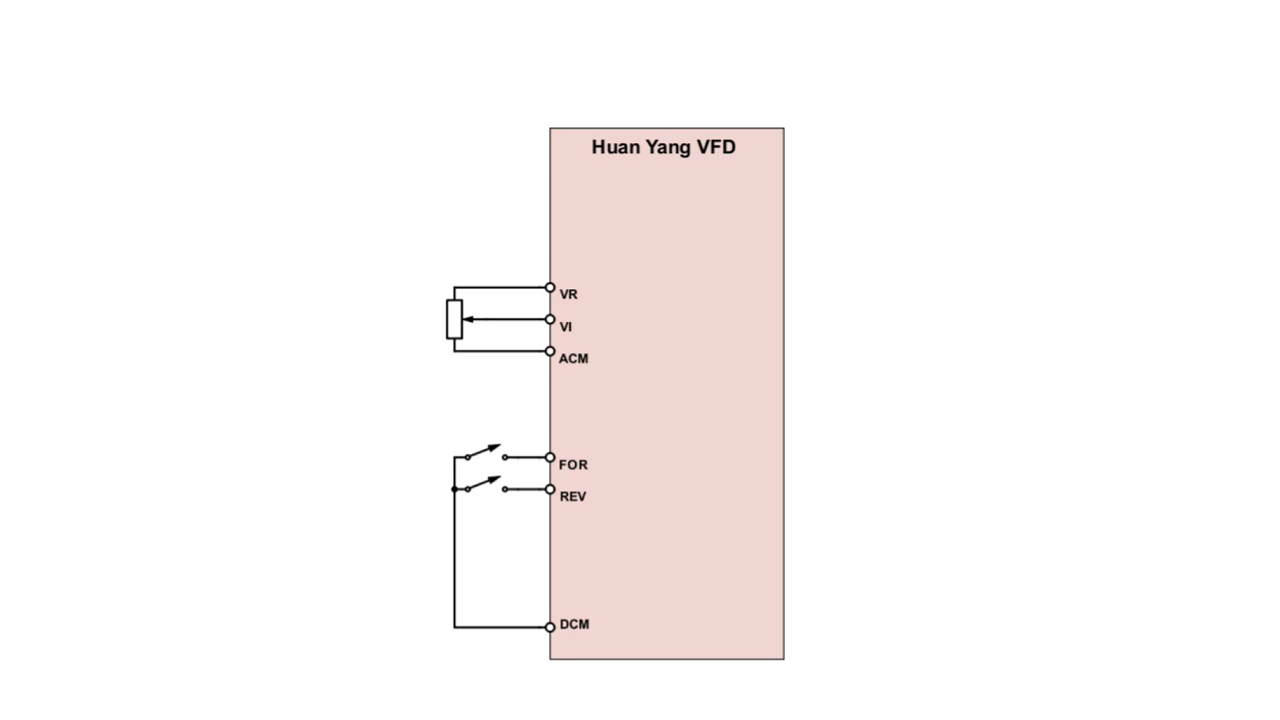 Huan Yang VFD
VR
VI
ACM
FOR
REV
DCM